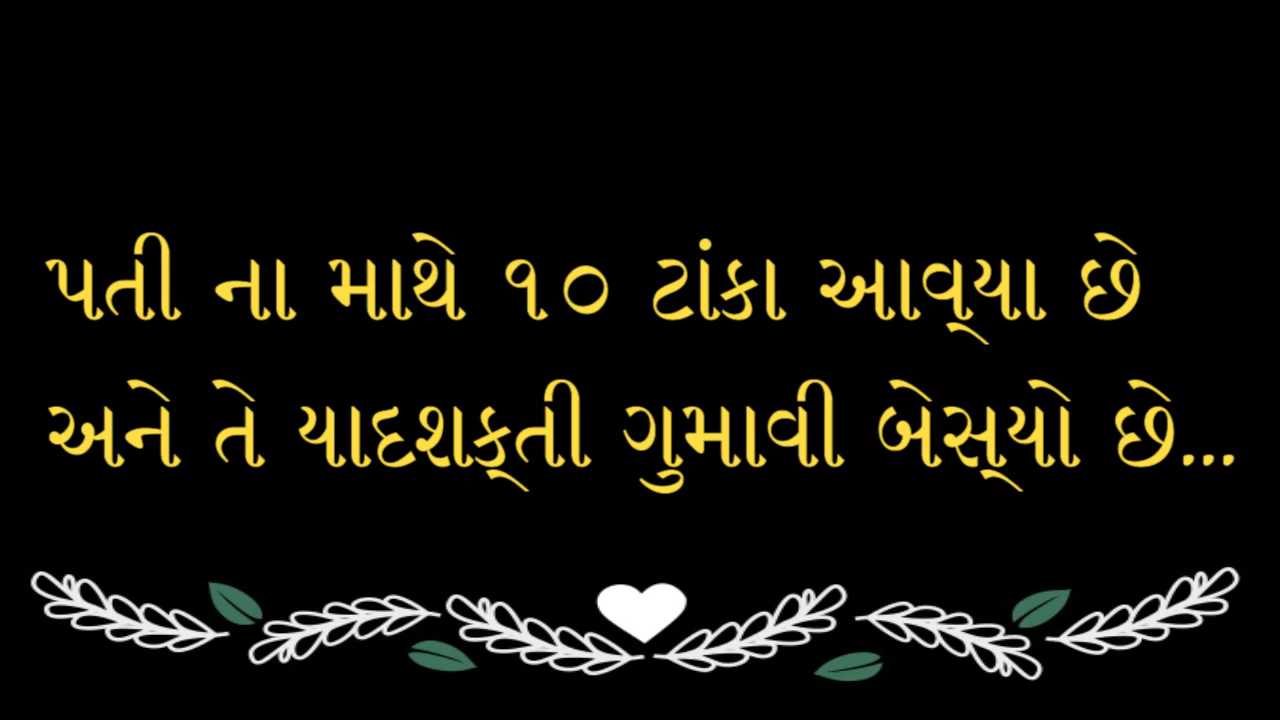 પતી ના માથે ૧૦ ટાંકા આવ્‌યા છે
અને તે યાદશક્‌તી ગુમાવી બેસ્‌યો છે...